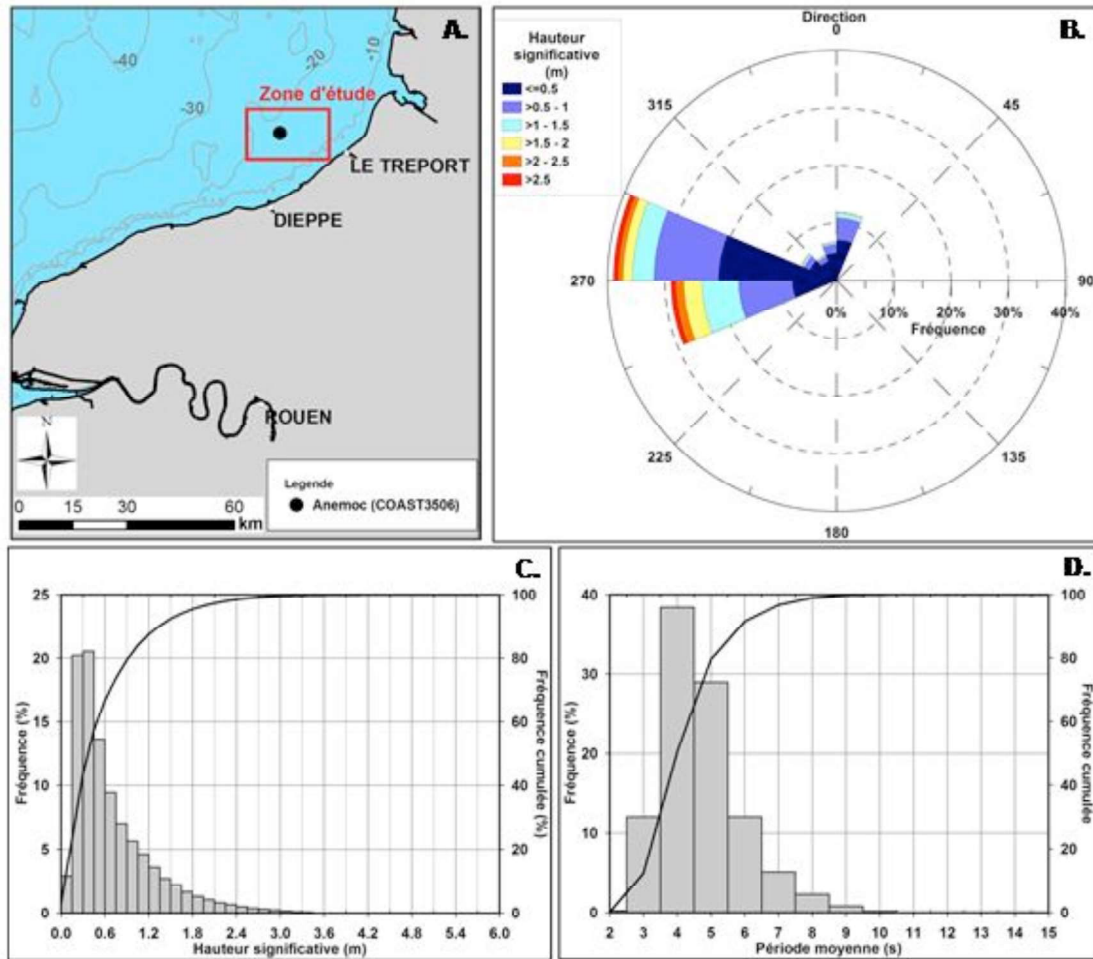 A.
-40
-20
-10
Zone d'étude
-30
LE TREPORT
DIEPPE
ROUEN
N
0 15 30 60
km
Legende
Anemoc (COAST3506)
B.
Direction
0
Hauteur
significative
(m)
<=0.5
>0.5 - 1
>1 - 1.5
>1.5 - 2
>2 - 2.5
>2.5
315
45
270
90
0% 10% 20% 30% 40%
Fréquence
225
135
180
C.
Fréquence (%)
25
20
15
10
5
0
0.0 0.6 1.2 1.8 2.4 3.0 3.6 4.2 4.8 5.4 6.0
Hauteur significative (m)
100
80
60
40
20
0
Fréquence cumulée (%)
D.
Fréquence (%)
40
30
20
10
0
2 3 4 5 6 7 8 9 10 11 12 13 14 15
Période moyenne (s)
100
80
60
40
20
0
Fréquence cumulée